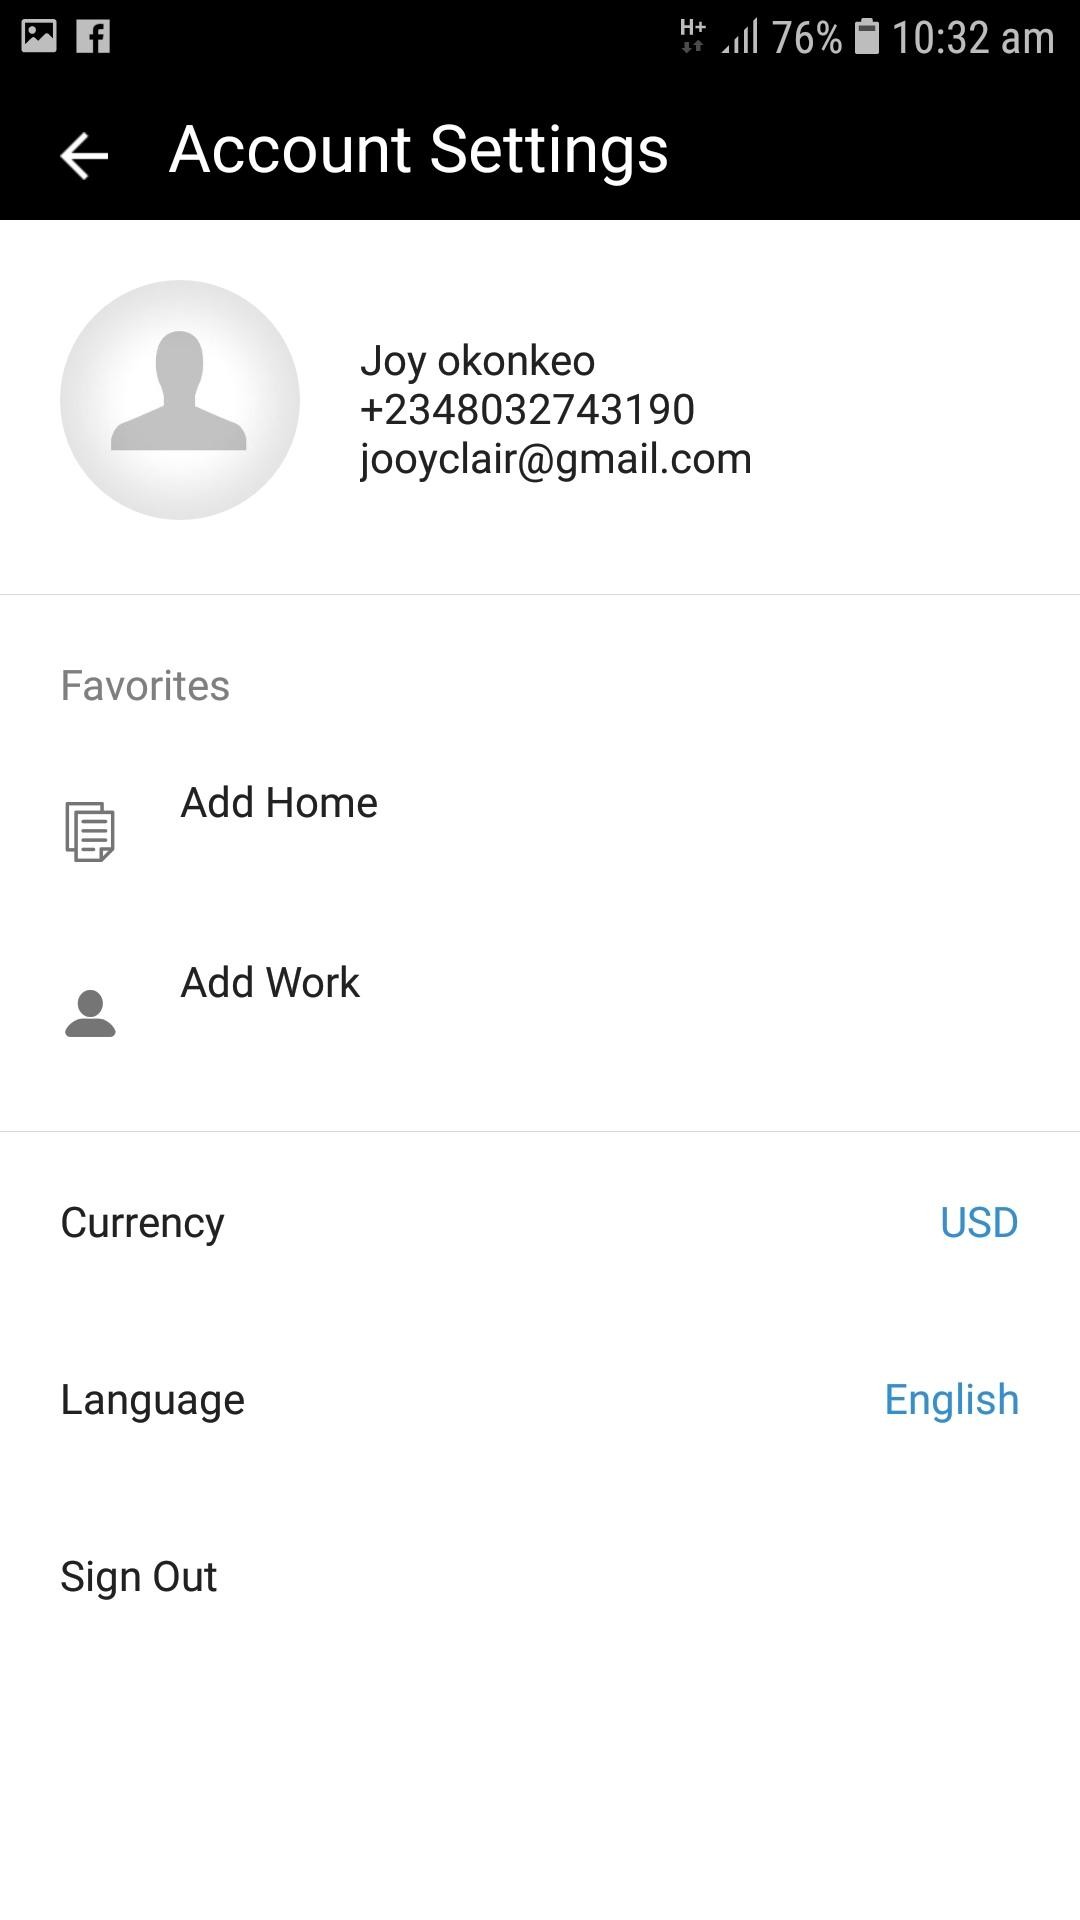 H+ 76% 10:32 am
Account Settings
Joy okonkeo
+2348032743190
jooyclair@gmail.com
Favorites
Add Home
Add Work
Currency USD
Language English
Sign Out